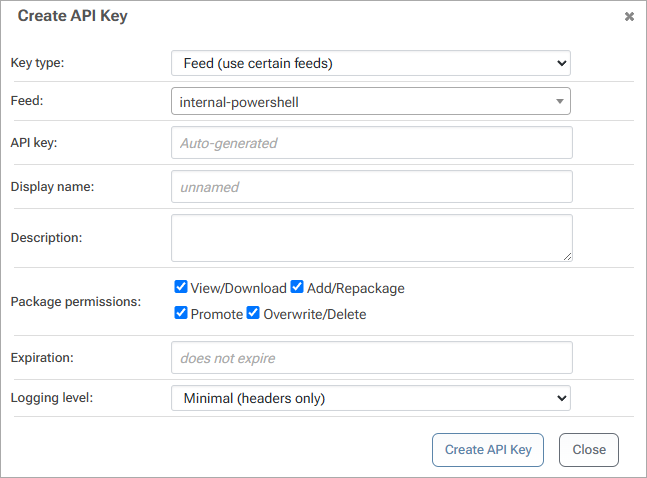 Create API Key
Key type: Feed (use certain feeds)
Feed: internal-powershell
API key: Auto-generated
Display name: unnamed
Description:
Package permissions: View/Download Add/Repackage
Promote Overwrite/Delete
Expiration: does not expire
Logging level: Minimal (headers only)
Create API Key Close